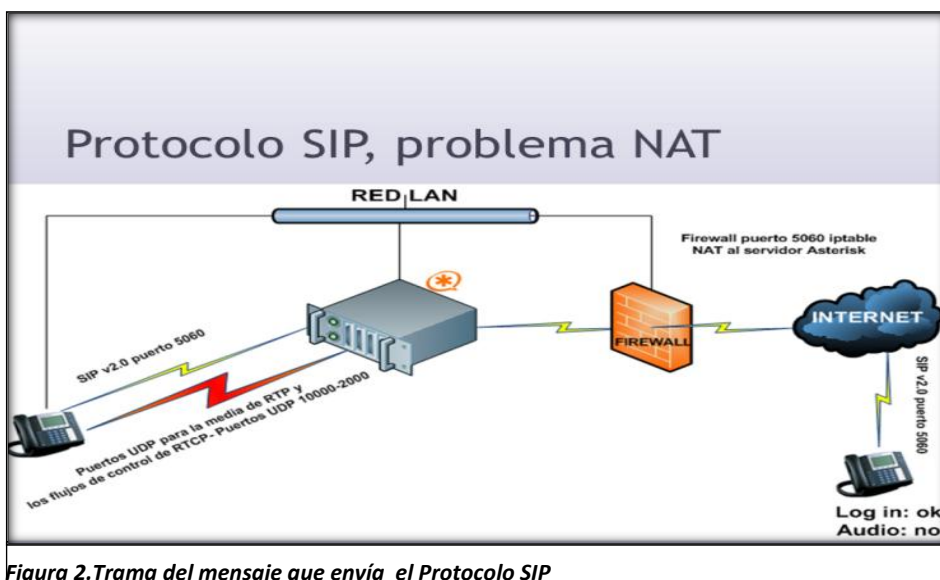 Protocolo SIP, problema NAT
RED LAN
Firewall puerto 5060 iptable
NAT al servidor Asterisk
INTERNET
FIREWALL
SIP v2.0 puerto 5060
Puertos UDP para la media de RTP y
los flujos de control de RTCP- Puertos UDP 10000-2000
SIP v2.0 puerto 5060
Log in: ok
Audio: no
Figura 2.Trama del mensaje que envía el Protocolo SIP